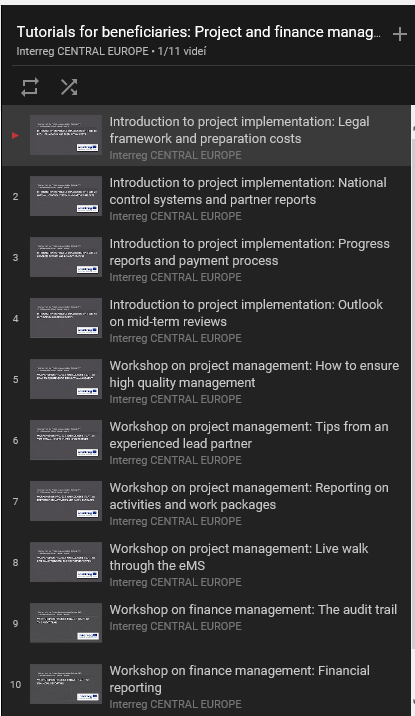 Tutorials for beneficiaries: Project and finance manag...
Interreg CENTRAL EUROPE • 1/11 videí
Introduction to project implementation: Legal
framework and preparation costs
Interreg CENTRAL EUROPE
2
Introduction to project implementation: National
control systems and partner reports
Interreg CENTRAL EUROPE
3
Introduction to project implementation: Progress
reports and payment process
Interreg CENTRAL EUROPE
4
Introduction to project implementation: Outlook
on mid-term reviews
Interreg CENTRAL EUROPE
5
Workshop on project management: How to ensure
high quality management
Interreg CENTRAL EUROPE
6
Workshop on project management: Tips from an
experienced lead partner
Interreg CENTRAL EUROPE
7
Workshop on project management: Reporting on
activities and work packages
Interreg CENTRAL EUROPE
8
Workshop on project management: Live walk
through the eMS
Interreg CENTRAL EUROPE
9
Workshop on finance management: The audit trail
Interreg CENTRAL EUROPE
10
Workshop on finance management: Financial
reporting
Interreg CENTRAL EUROPE